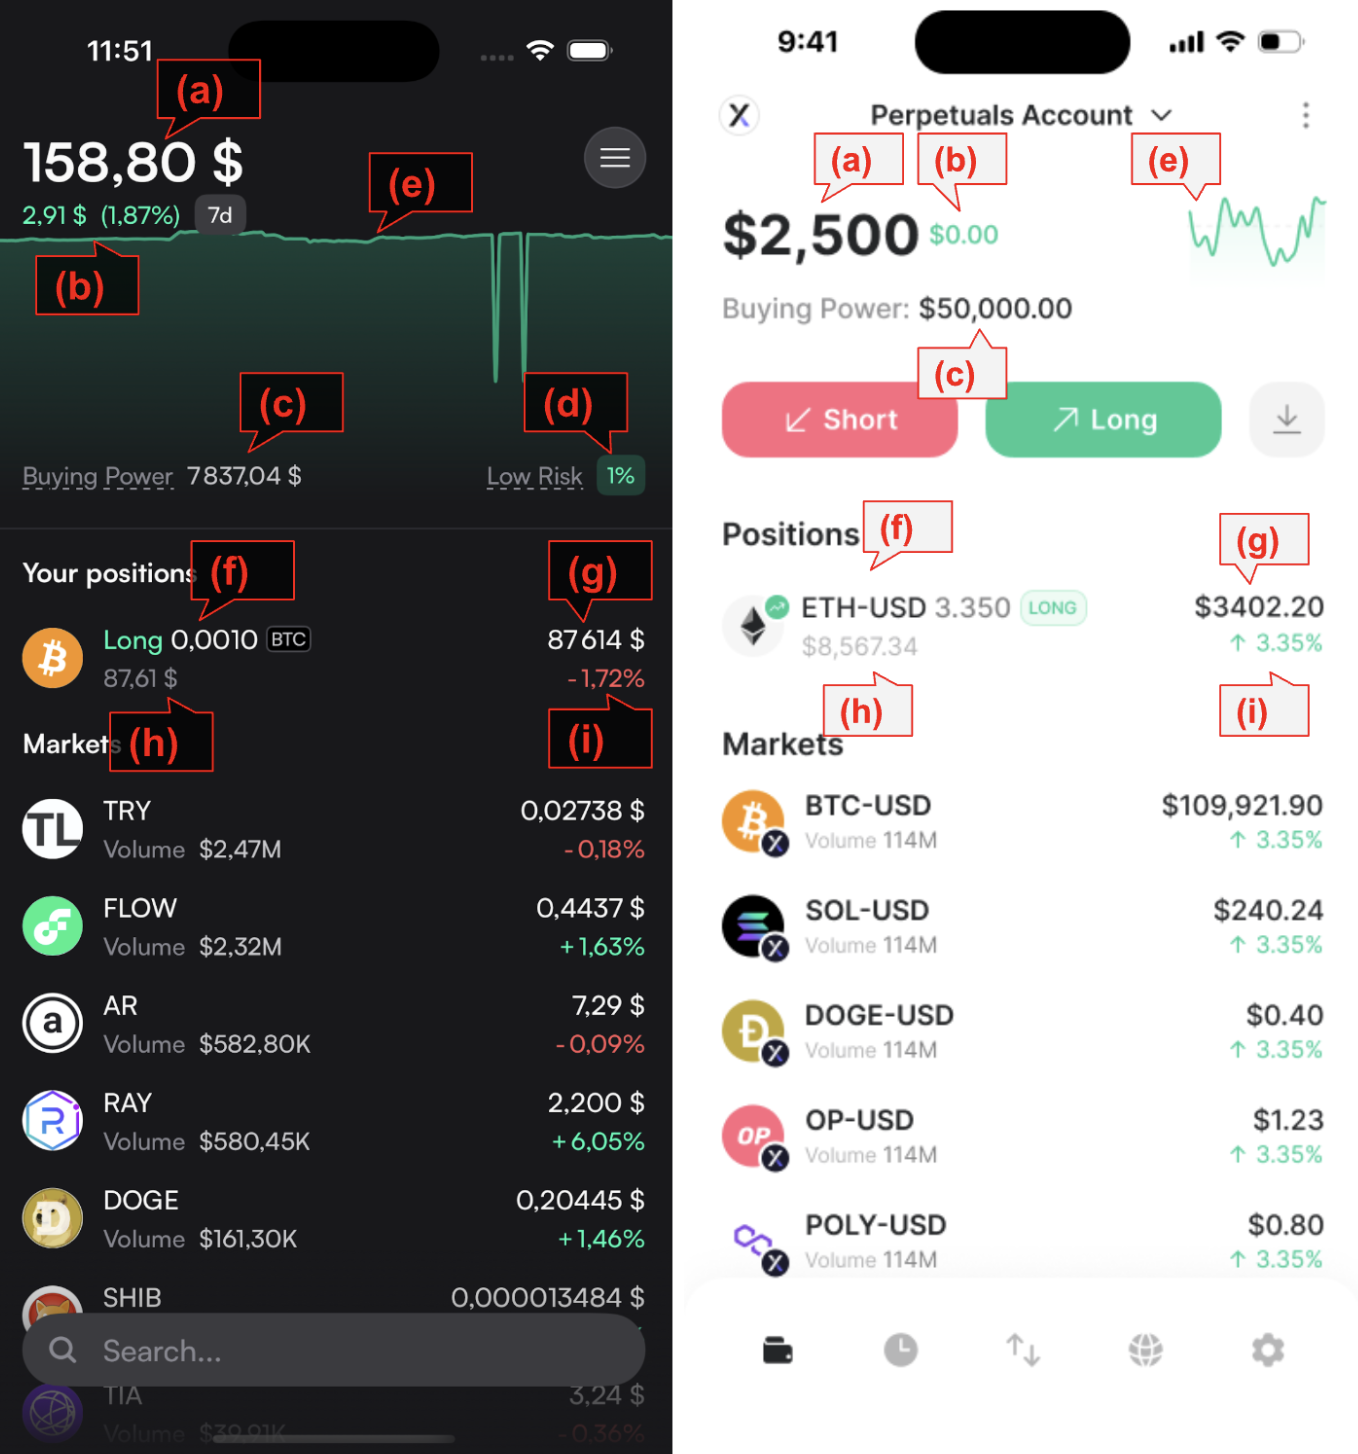 11:51
(a)
158,80 $
2,91 $ (1,87%) 7d
(e)
(b)
(c)
(d)
Buying Power 7 837,04 $
Low Risk 1%
Your positions
(f)
(g)
Long 0,0010 BTC
87 614 $
87,61 $
- 1,72%
Markets
(h)
(i)
TRY
0,02738 $
Volume $2,47M
- 0,18%
FLOW
0,4437 $
Volume $2,32M
+ 1,63%
AR
7,29 $
Volume $582,80K
- 0,09%
RAY
2,200 $
Volume $580,45K
+ 6,05%
DOGE
0,20445 $
Volume $161,30K
+ 1,46%
SHIB
0,000013484 $
Search...
TIA
3,24 $
Volume $39,91K
- 0,36%
9:41
Perpetuals Account
(a)
(b)
(e)
$2,500 $0.00
Buying Power: $50,000.00
(c)
Short
Long
Positions
(f)
(g)
ETH-USD 3.350 LONG
$3402.20
$8,567.34
↑ 3.35%
(h)
(i)
Markets
BTC-USD
$109,921.90
Volume 114M
↑ 3.35%
SOL-USD
$240.24
Volume 114M
↑ 3.35%
DOGE-USD
$0.40
Volume 114M
↑ 3.35%
OP-USD
$1.23
Volume 114M
↑ 3.35%
POLY-USD
$0.80
Volume 114M
↑ 3.35%